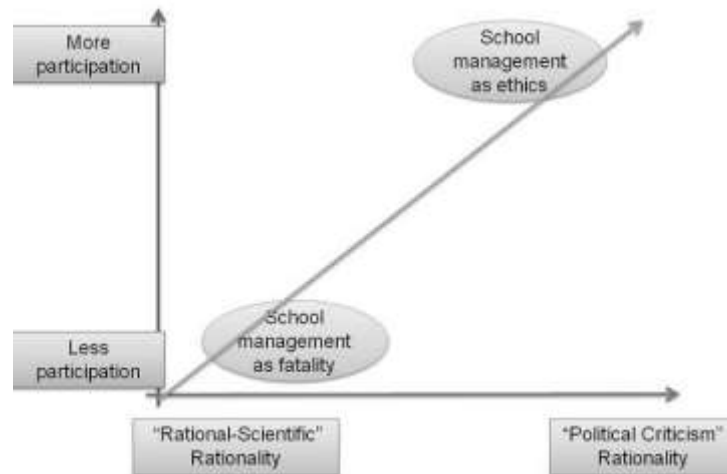 More
participation
School
management
as ethics
School
management
as fatality
Less
participation
"Rational-Scientific"
Rationality
"Political Criticism"
Rationality